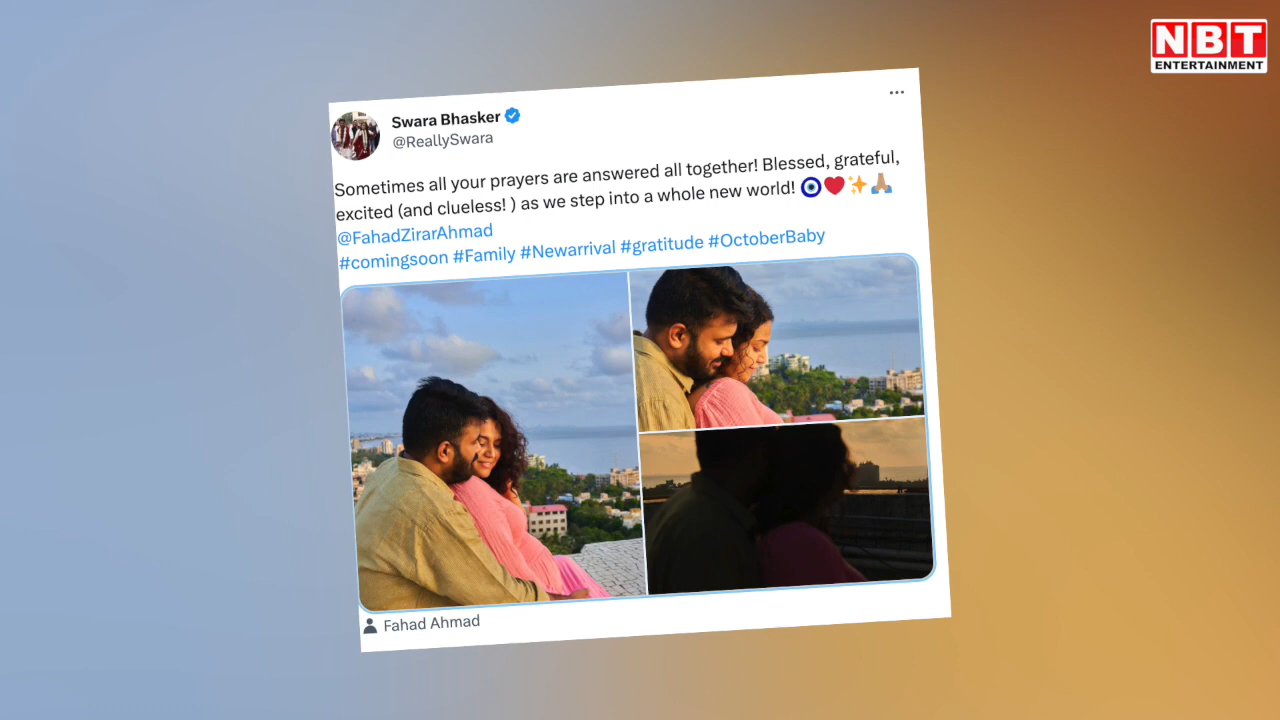 NBT
ENTERTAINMENT
Swara Bhasker
@ReallySwara
Sometimes all your prayers are answered all together! Blessed, grateful,
excited (and clueless! ) as we step into a whole new world! 🧿❤️✨🙏🏽
@FahadZirarAhmad
#comingsoon #Family #Newarrival #gratitude #OctoberBaby
Fahad Ahmad